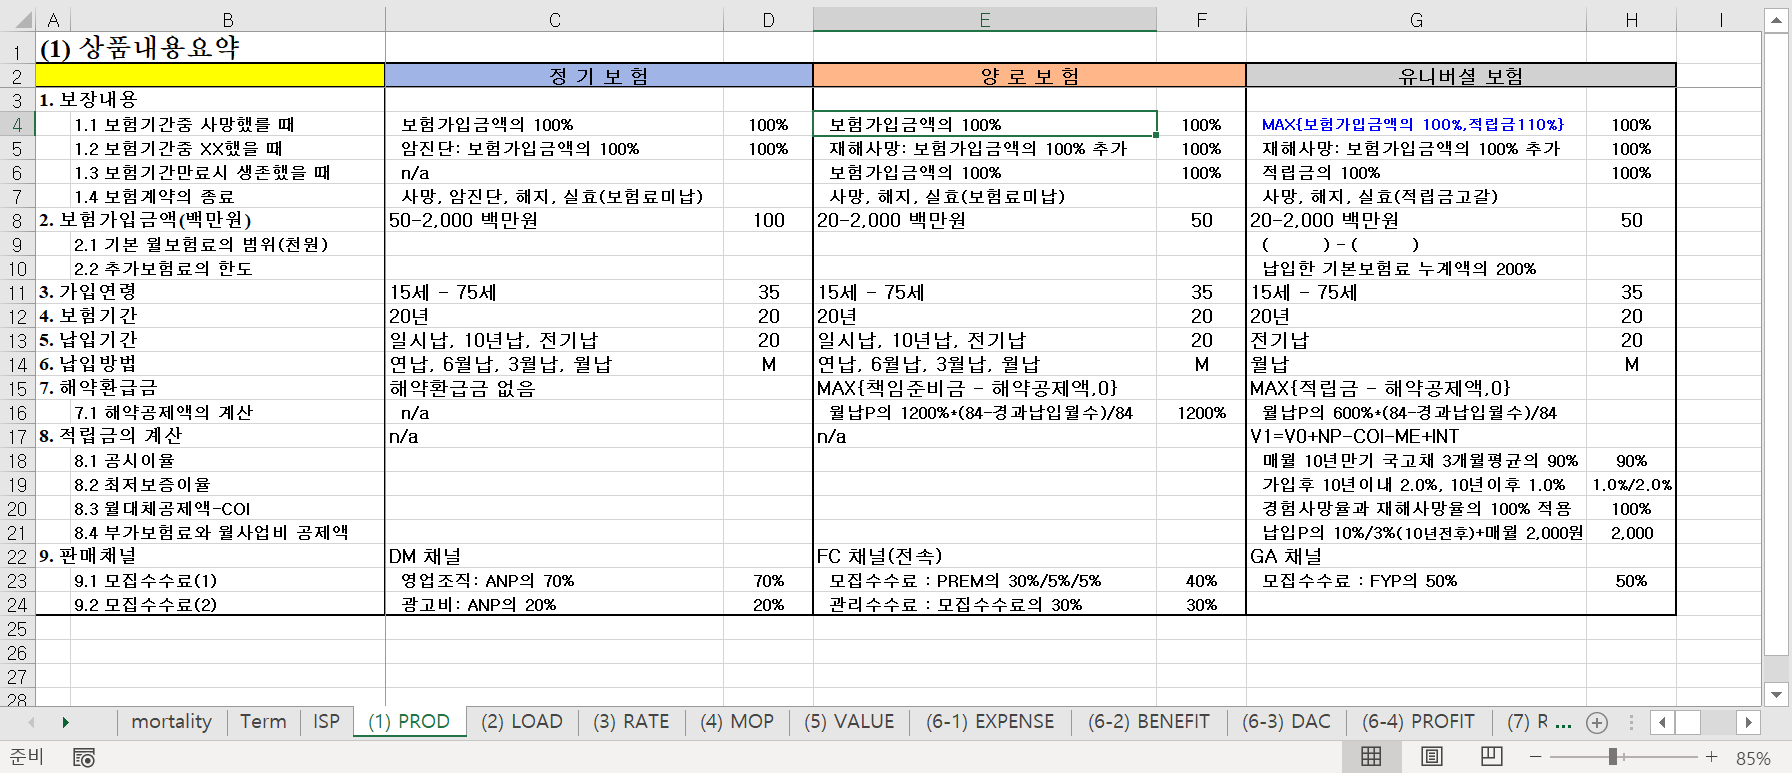 A B C D E F G H I
1 (1) 상품내용요약
2 정 기 보 험 양 로 보 험 유니버셜 보험
3 1. 보장내용
4 1.1 보험기간중 사망했를 때 보험가입금액의 100% 100% 보험가입금액의 100% 100% MAX{보험가입금액의 100%,적립금110%} 100%
5 1.2 보험기간중 XX했을 때 암진단: 보험가입금액의 100% 100% 재해사망: 보험가입금액의 100% 추가 100% 재해사망: 보험가입금액의 100% 추가 100%
6 1.3 보험기간만료시 생존했을 때 n/a 보험가입금액의 100% 100% 적립금의 100% 100%
7 1.4 보험계약의 종료 사망, 암진단, 해지, 실효(보험료미납) 사망, 해지, 실효(보험료미납) 사망, 해지, 실효(적립금고갈)
8 2. 보험가입금액(백만원) 50-2,000 백만원 100 20-2,000 백만원 50 20-2,000 백만원 50
9 2.1 기본 월보험료의 범위(천원) ( ) - ( )
10 2.2 추가보험료의 한도 납입한 기본보험료 누계액의 200%
11 3. 가입연령 15세 - 75세 35 15세 - 75세 35 15세 - 75세 35
12 4. 보험기간 20년 20 20년 20 20년 20
13 5. 납입기간 일시납, 10년납, 전기납 20 일시납, 10년납, 전기납 20 전기납 20
14 6. 납입방법 연납, 6월납, 3월납, 월납 M 연납, 6월납, 3월납, 월납 M 월납 M
15 7. 해약환급금 해약환급금 없음 MAX{책임준비금 - 해약공제액,0} MAX{적립금 - 해약공제액,0}
16 7.1 해약공제액의 계산 n/a 월납P의 1200%*(84-경과납입월수)/84 1200% 월납P의 600%*(84-경과납입월수)/84
17 8. 적립금의 계산 n/a n/a V1=V0+NP-COI-ME+INT
18 8.1 공시이율 매월 10년만기 국고채 3개월평균의 90% 90%
19 8.2 최저보증이율 가입후 10년이내 2.0%, 10년이후 1.0% 1.0%/2.0%
20 8.3 월대체공제액-COI 경험사망율과 재해사망율의 100% 적용 100%
21 8.4 부가보험료와 월사업비 공제액 납입P의 10%/3%(10년전후)+매월 2,000원 2,000
22 9. 판매채널 DM 채널 FC 채널(전속) GA 채널
23 9.1 모집수수료(1) 영업조직: ANP의 70% 70% 모집수수료 : PREM의 30%/5%/5% 40% 모집수수료 : FYP의 50% 50%
24 9.2 모집수수료(2) 광고비: ANP의 20% 20% 관리수수료 : 모집수수료의 30% 30%
25
26
27
28
mortality Term ISP (1) PROD (2) LOAD (3) RATE (4) MOP (5) VALUE (6-1) EXPENSE (6-2) BENEFIT (6-3) DAC (6-4) PROFIT (7) R ...
준비 85%